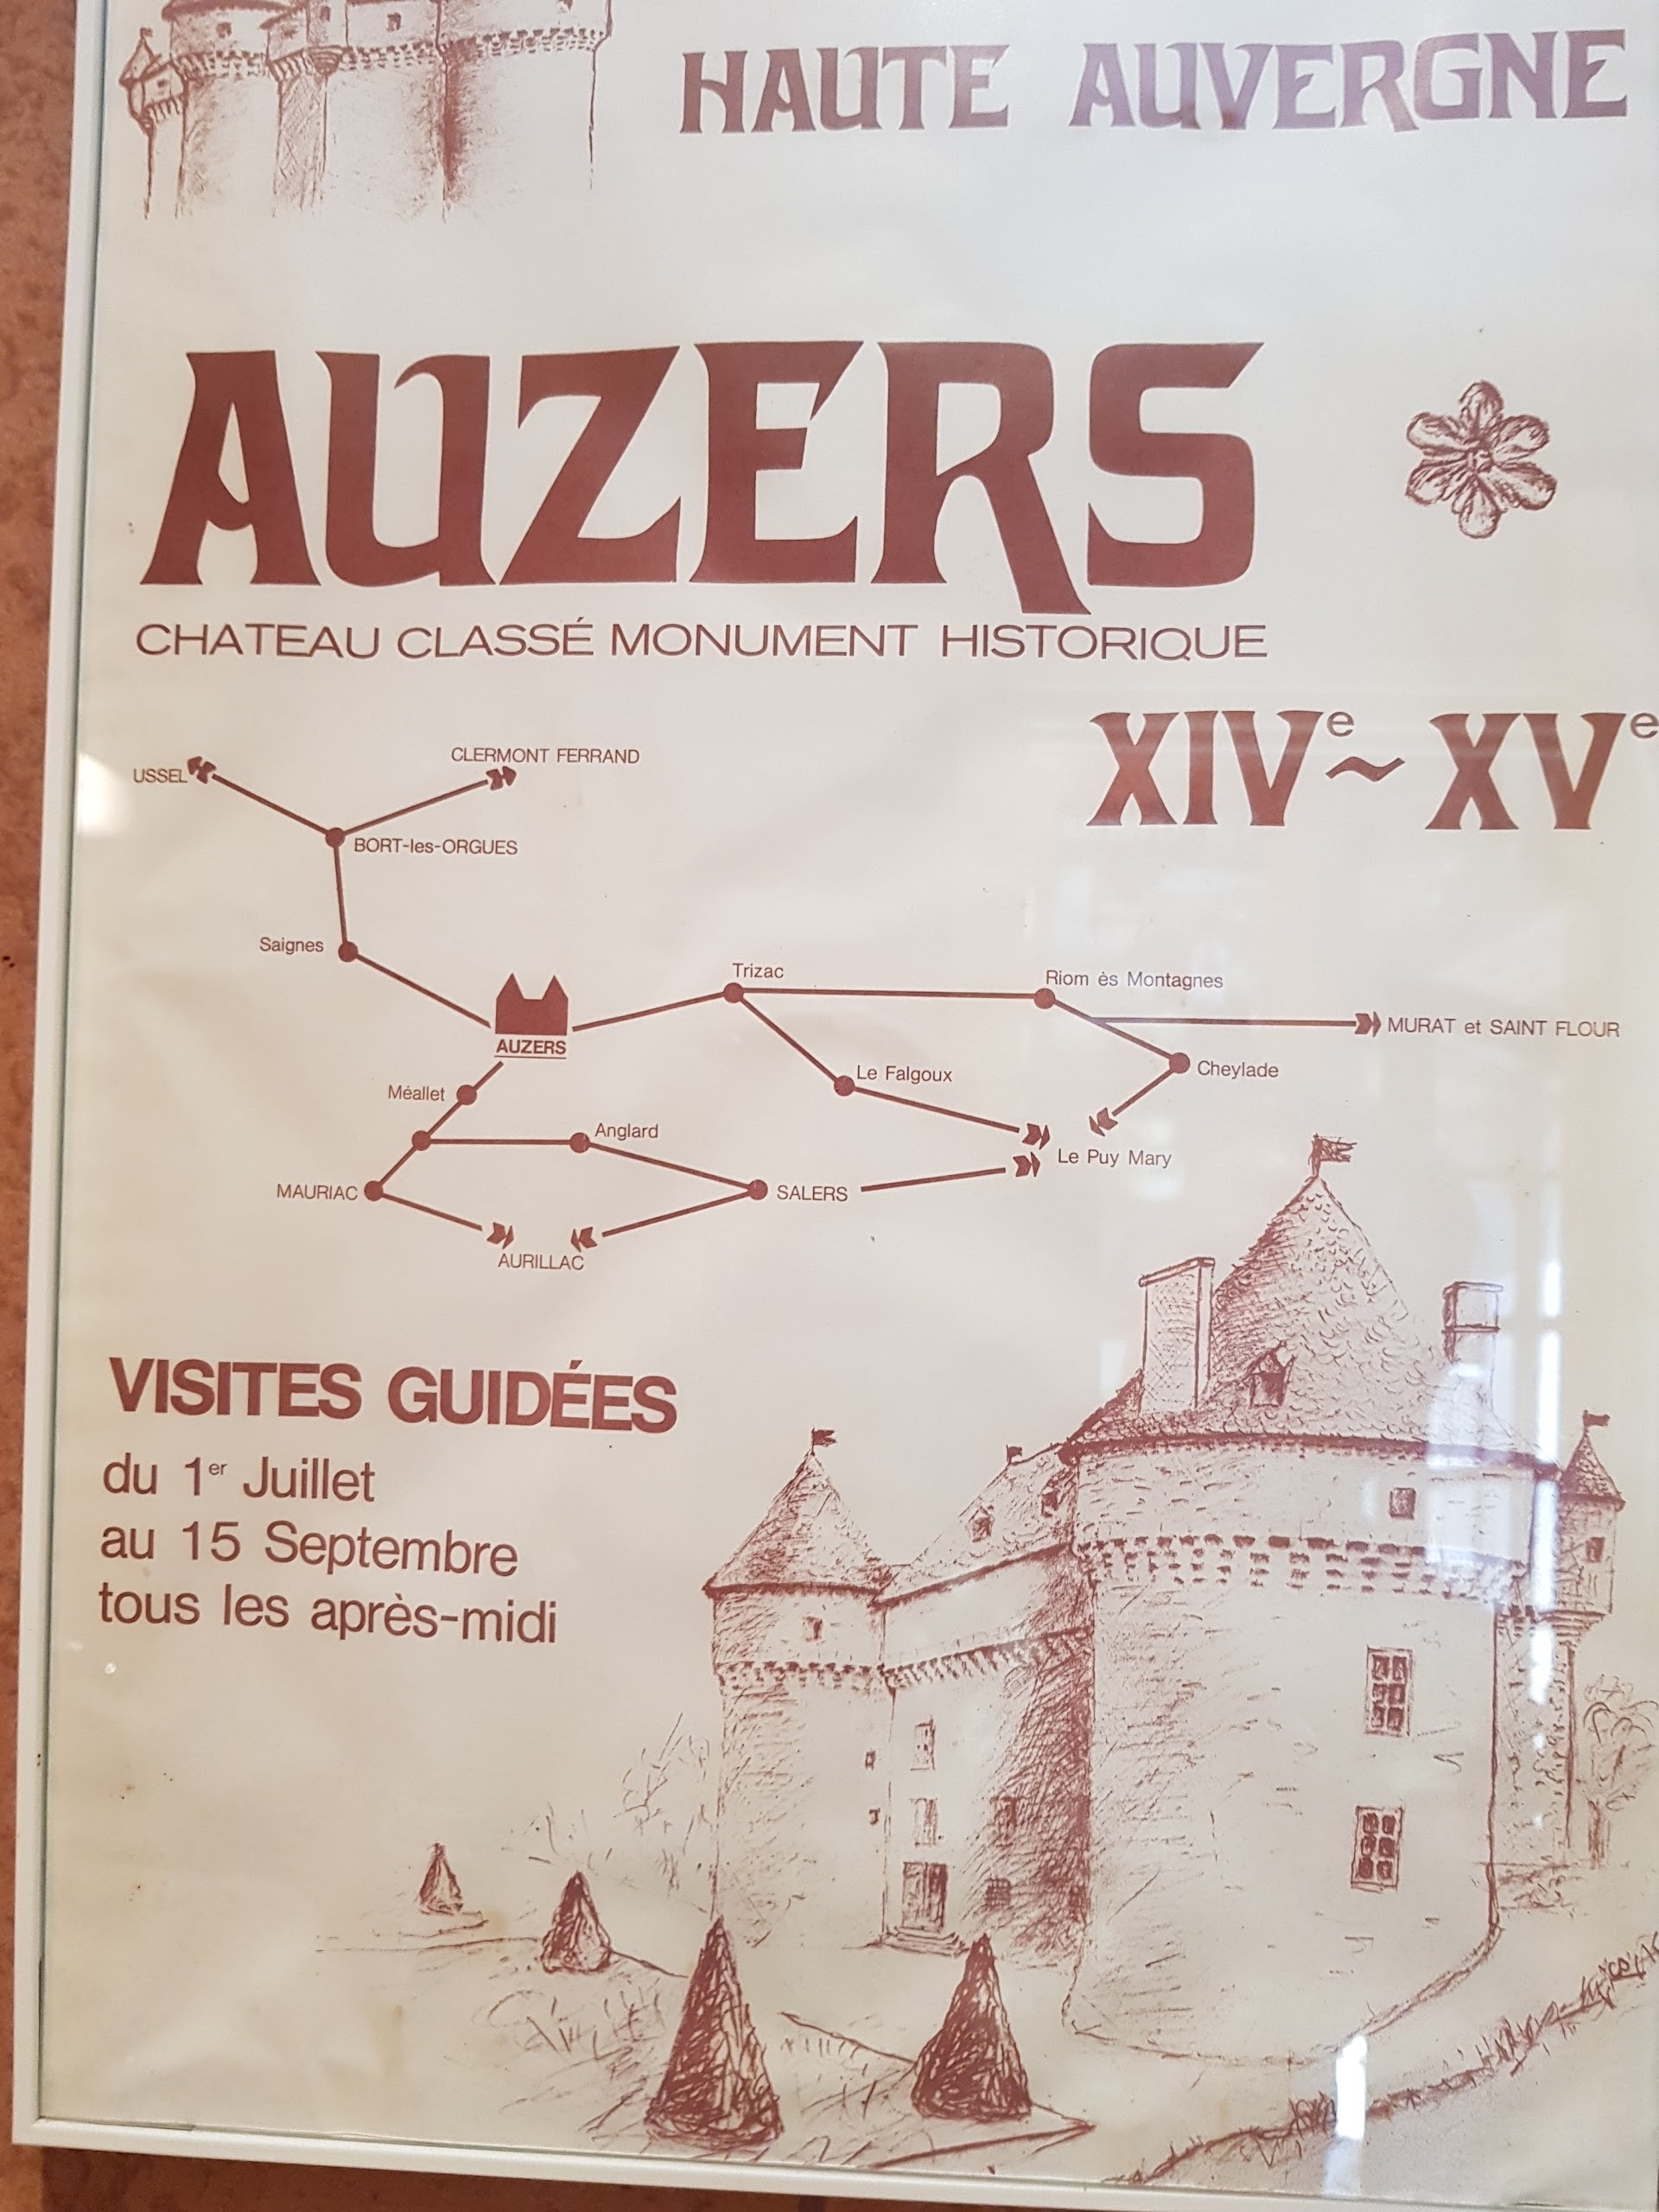 HAUTE AUVERGNE
AUZERS
CHATEAU CLASSÉ MONUMENT HISTORIQUE
XIVe ~ XVe
USSEL
CLERMONT FERRAND
BORT-les-ORGUES
Saignes
Trizac
Riom ès Montagnes
MURAT et SAINT FLOUR
AUZERS
Cheylade
Le Falgoux
Méallet
Anglard
Le Puy Mary
MAURIAC
SALERS
AURILLAC
VISITES GUIDÉES
du 1er Juillet
au 15 Septembre
tous les après-midi